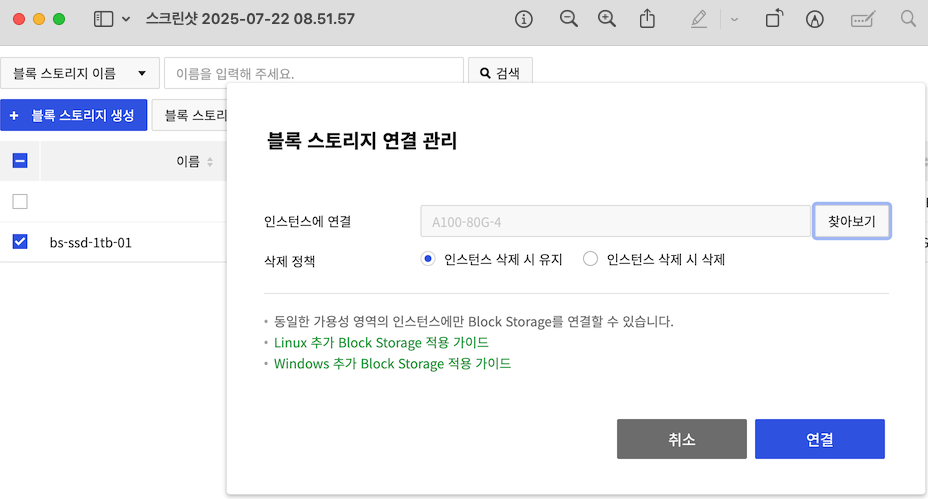 스크린샷 2025-07-22 08.51.57
블록 스토리지 이름
이름을 입력해 주세요.
검색
+ 블록 스토리지 생성
블록 스토리
이름
bs-ssd-1tb-01
블록 스토리지 연결 관리
인스턴스에 연결
A100-80G-4
찾아보기
삭제 정책
인스턴스 삭제 시 유지
인스턴스 삭제 시 삭제
• 동일한 가용성 영역의 인스턴스에만 Block Storage를 연결할 수 있습니다.
• Linux 추가 Block Storage 적용 가이드
• Windows 추가 Block Storage 적용 가이드
취소
연결